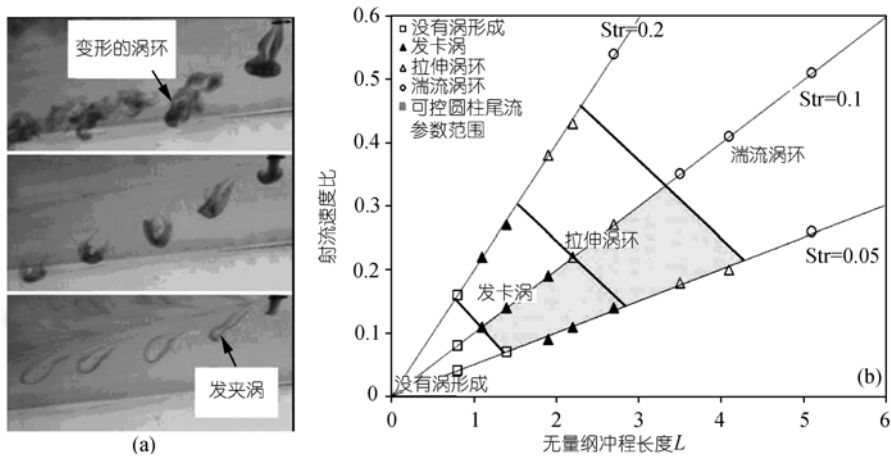 变形的涡环
发夹涡
(a)
0.6
0.5
0.4
0.3
0.2
0.1
0
射流速度比
没有涡形成
发卡涡
拉伸涡环
湍流涡环
可控圆柱尾流
参数范围
Str=0.2
Str=0.1
湍流涡环
拉伸涡环
Str=0.05
发卡涡
没有涡形成
(b)
0 1 2 3 4 5 6
无量纲冲程长度L